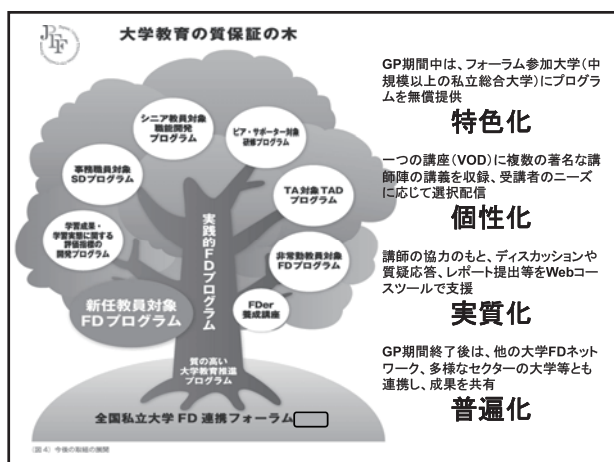 JPFF
大学教育の質保証の木
シニア教員対象
職能開発
プログラム
ピア・サポーター対象
研修プログラム
事務職員対象
SDプログラム
TA対象TAD
プログラム
学習成果・
学習実態に関する
評価指標の
開発プログラム
実践的FDプログラム
非常勤教員対象
FDプログラム
新任教員対象
FDプログラム
FDer
養成講座
質の高い
大学教育推進
プログラム
全国私立大学FD連携フォーラム
(図4) 今後の取組の展開
GP期間中は、フォーラム参加大学(中
規模以上の私立総合大学)にプログラ
ムを無償提供
特色化
一つの講座(VOD)に複数の著名な講
師陣の講義を収録、受講者のニーズ
に応じて選択配信
個性化
講師の協力のもと、ディスカッションや
質疑応答、レポート提出等をWebコー
スツールで支援
実質化
GP期間終了後は、他の大学FDネット
ワーク、多様なセクターの大学等とも
連携し、成果を共有
普遍化